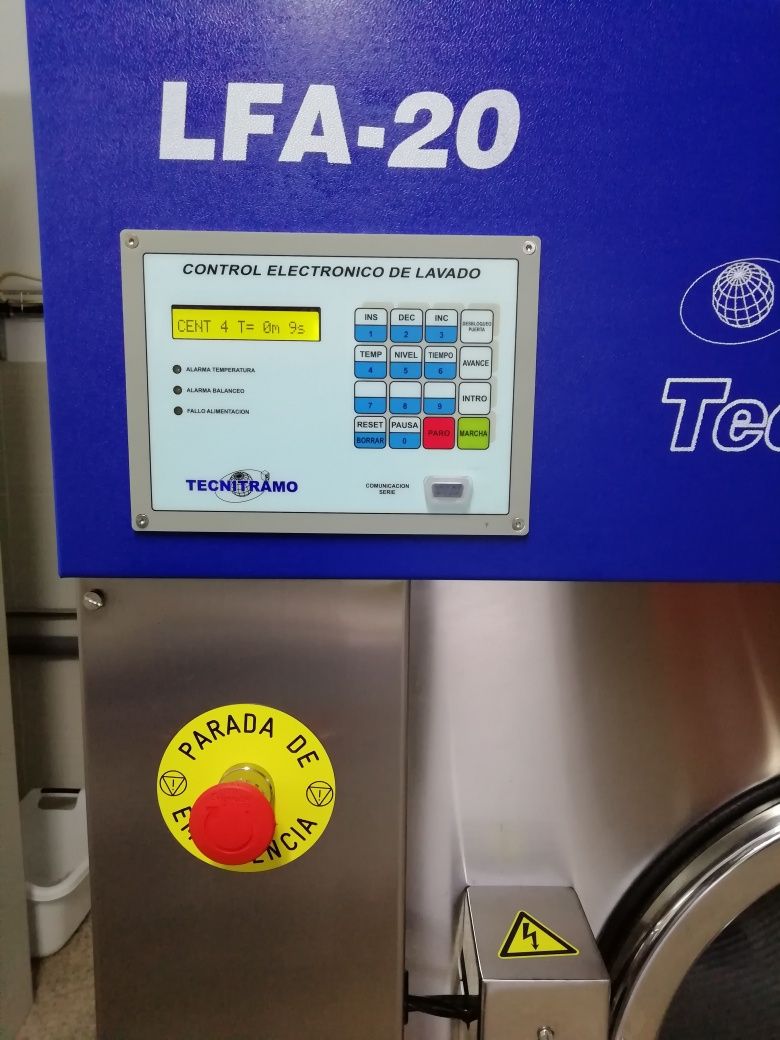 LFA-20
CONTROL ELECTRONICO DE LAVADO
CENT 4 T= 0m 9s
ALARMA TEMPERATURA
ALARMA BALANCEO
FALLO ALIMENTACION
INS DEC INC DESBLOQUEO PUERTA
1 2 3
TEMP NIVEL TIEMPO AVANCE
4 5 6
INTRO
7 8 9
RESET PAUSA PARO MARCHA
BORRAR 0
TECNITRAMO
COMUNICACION
SERIE
Tec
PARADA DE